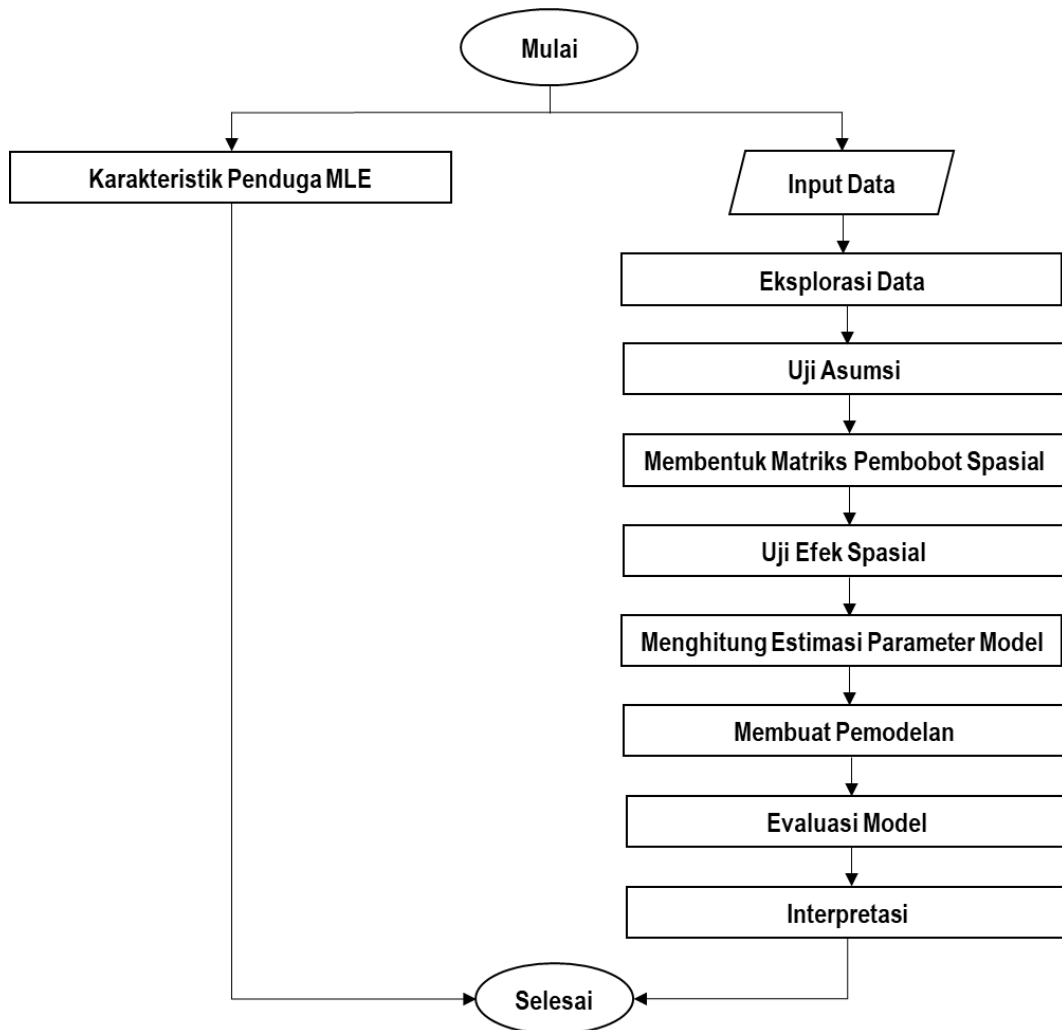 Mulai
Karakteristik Penduga MLE
Input Data
Eksplorasi Data
Uji Asumsi
Membentuk Matriks Pembobot Spasial
Uji Efek Spasial
Menghitung Estimasi Parameter Model
Membuat Pemodelan
Evaluasi Model
Interpretasi
Selesai